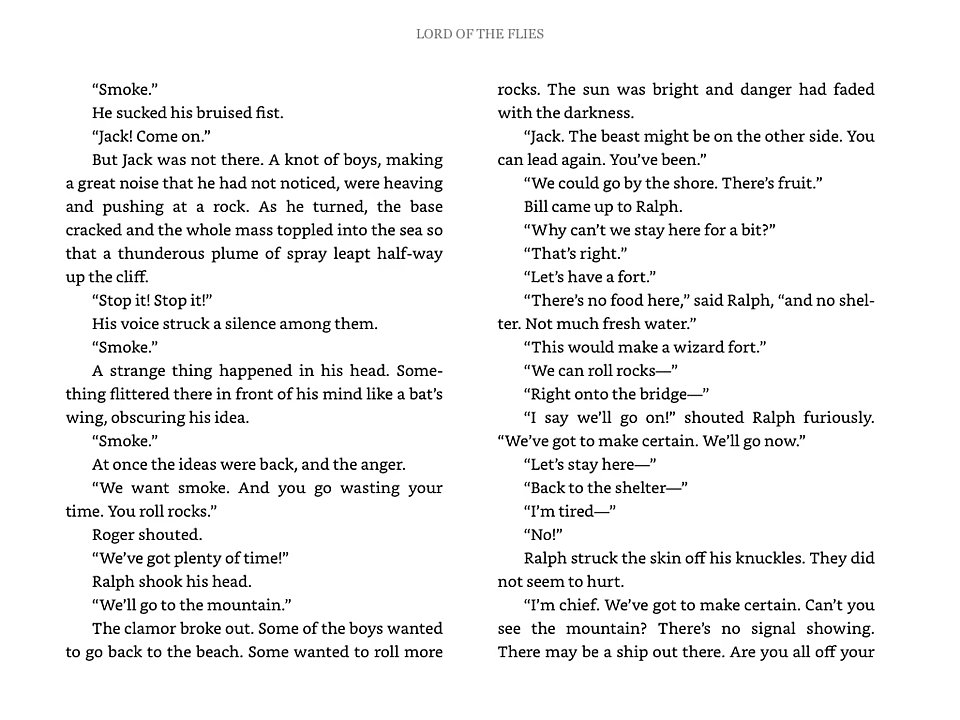 LORD OF THE FLIES
“Smoke.”
He sucked his bruised fist.
“Jack! Come on.”
But Jack was not there. A knot of boys, making
a great noise that he had not noticed, were heaving
and pushing at a rock. As he turned, the base
cracked and the whole mass toppled into the sea so
that a thunderous plume of spray leapt half-way
up the cliff.
“Stop it! Stop it!”
His voice struck a silence among them.
“Smoke.”
A strange thing happened in his head. Some-
thing flittered there in front of his mind like a bat’s
wing, obscuring his idea.
“Smoke.”
At once the ideas were back, and the anger.
“We want smoke. And you go wasting your
time. You roll rocks.”
Roger shouted.
“We’ve got plenty of time!”
Ralph shook his head.
“We’ll go to the mountain.”
The clamor broke out. Some of the boys wanted
to go back to the beach. Some wanted to roll more
rocks. The sun was bright and danger had faded
with the darkness.
“Jack. The beast might be on the other side. You
can lead again. You’ve been.”
“We could go by the shore. There’s fruit.”
Bill came up to Ralph.
“Why can’t we stay here for a bit?”
“That’s right.”
“Let’s have a fort.”
“There’s no food here,” said Ralph, “and no shel-
ter. Not much fresh water.”
“This would make a wizard fort.”
“We can roll rocks—”
“Right onto the bridge—”
“I say we’ll go on!” shouted Ralph furiously.
“We’ve got to make certain. We’ll go now.”
“Let’s stay here—”
“Back to the shelter—”
“I’m tired—”
“No!”
Ralph struck the skin off his knuckles. They did
not seem to hurt.
“I’m chief. We’ve got to make certain. Can’t you
see the mountain? There’s no signal showing.
There may be a ship out there. Are you all off your